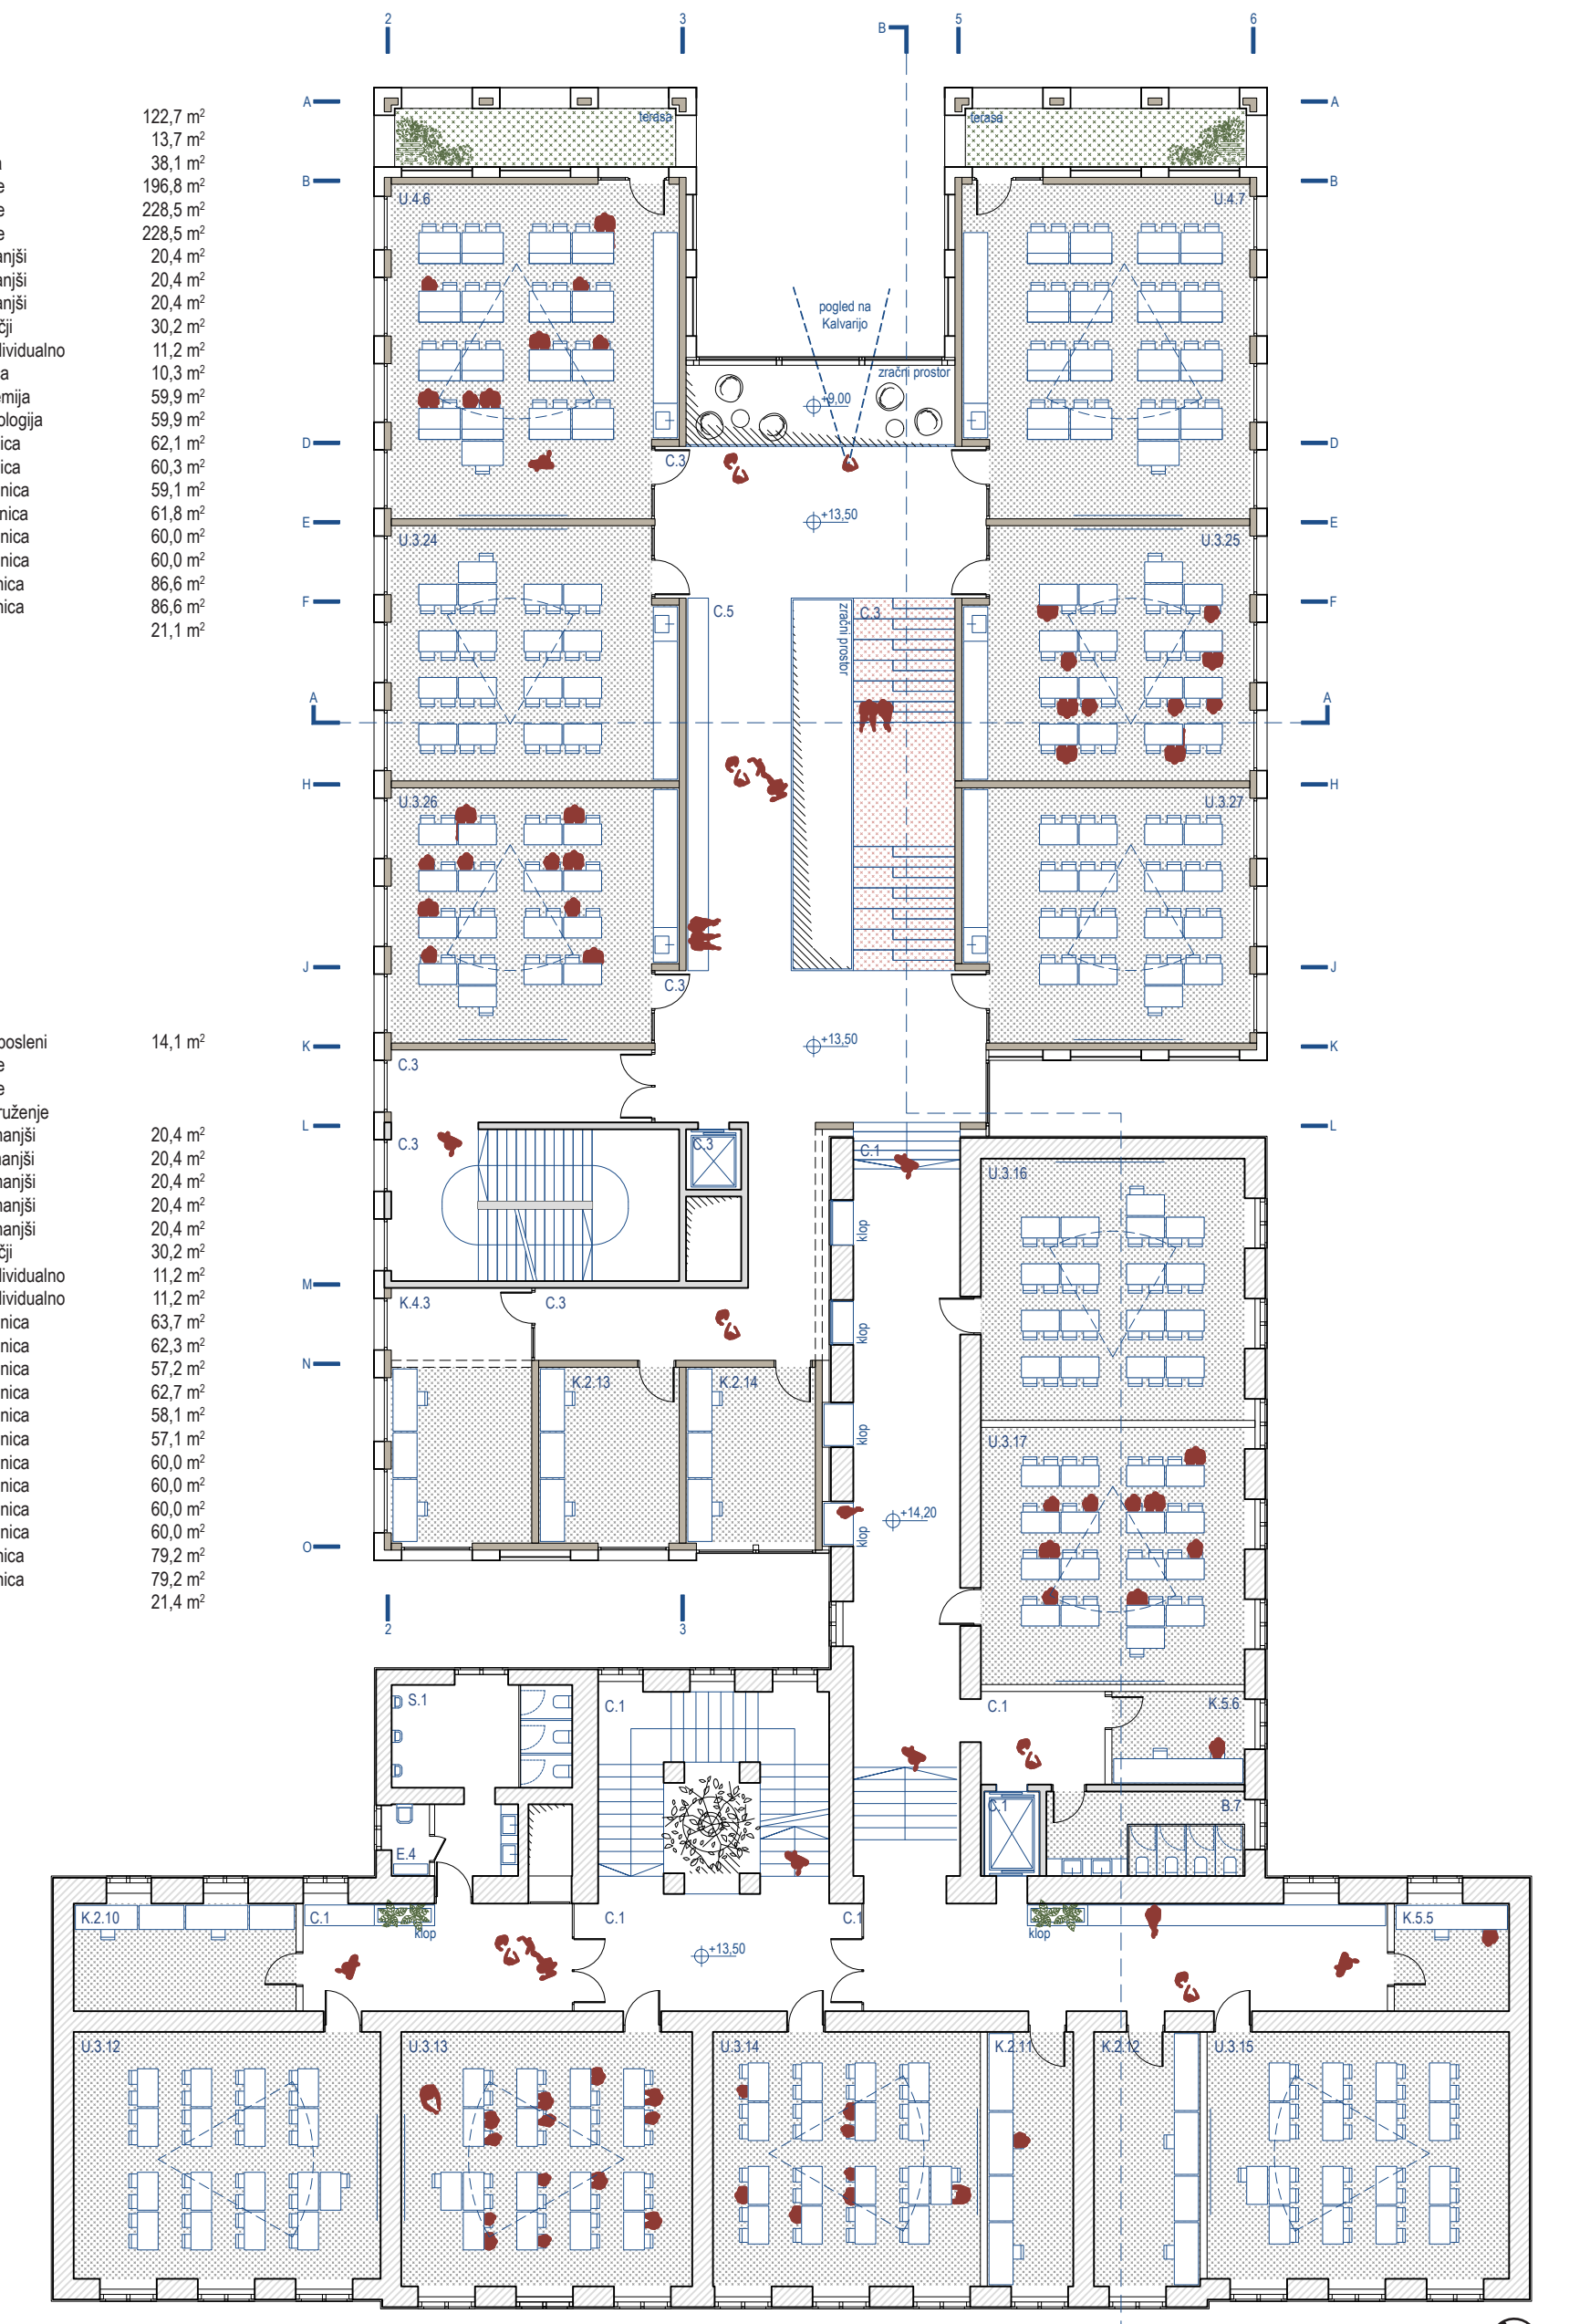 2
3
B
5
6
A
A
122,7 m²
13,7 m²
38,1 m²
196,8 m²
228,5 m²
228,5 m²
20,4 m²
20,4 m²
20,4 m²
30,2 m²
dividualno 11,2 m²
10,3 m²
59,9 m²
59,9 m²
62,1 m²
60,3 m²
59,1 m²
61,8 m²
60,0 m²
60,0 m²
86,6 m²
86,6 m²
21,1 m²
terasa
terasa
B
B
U.4.6
U.4.7
pogled na
Kalvarijo
zračni prostor
+9,00
D
C.3
D
E
+13,50
E
U.3.24
U.3.25
F
C.5
zračni prostor
C.3
F
A
A
H
H
U.3.26
U.3.27
J
C.3
J
14,1 m²
20,4 m²
20,4 m²
20,4 m²
20,4 m²
20,4 m²
30,2 m²
dividualno 11,2 m²
dividualno 11,2 m²
63,7 m²
62,3 m²
57,2 m²
62,7 m²
58,1 m²
57,1 m²
60,0 m²
60,0 m²
60,0 m²
60,0 m²
79,2 m²
79,2 m²
21,4 m²
K
+13,50
K
C.3
L
C.3
C.3
C.1
L
U.3.16
klop
M
K.4.3
C.3
klop
N
K.2.13
K.2.14
klop
U.3.17
+14,20
klop
O
2
3
S.1
C.1
C.1
K.5.6
C.1
B.7
E.4
K.2.10
C.1
klop
C.1
C.1
klop
K.5.5
+13,50
U.3.12
U.3.13
U.3.14
K.2.11
K.2.12
U.3.15